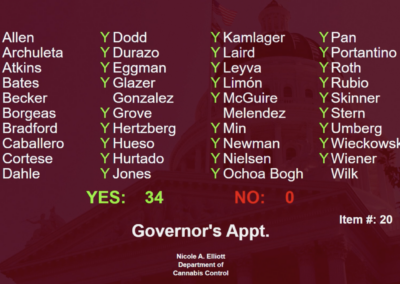 Allen Y Dodd Y Kamlager Y Pan
Archuleta Y Durazo Y Laird Y Portantino
Atkins Y Eggman Y Leyva Y Roth
Bates Y Glazer Y Limón Y Rubio
Becker Gonzalez Y McGuire Y Skinner
Borgeas Y Grove Melendez Y Stern
Bradford Y Hertzberg Y Min Y Umberg
Caballero Y Hueso Y Newman Y Wieckowsk
Cortese Y Hurtado Y Nielsen Y Wiener
Dahle Y Jones Y Ochoa Bogh Wilk
YES: 34 NO: 0
Item #: 20
Governor's Appt.
Nicole A. Elliott
Department of
Cannabis Control